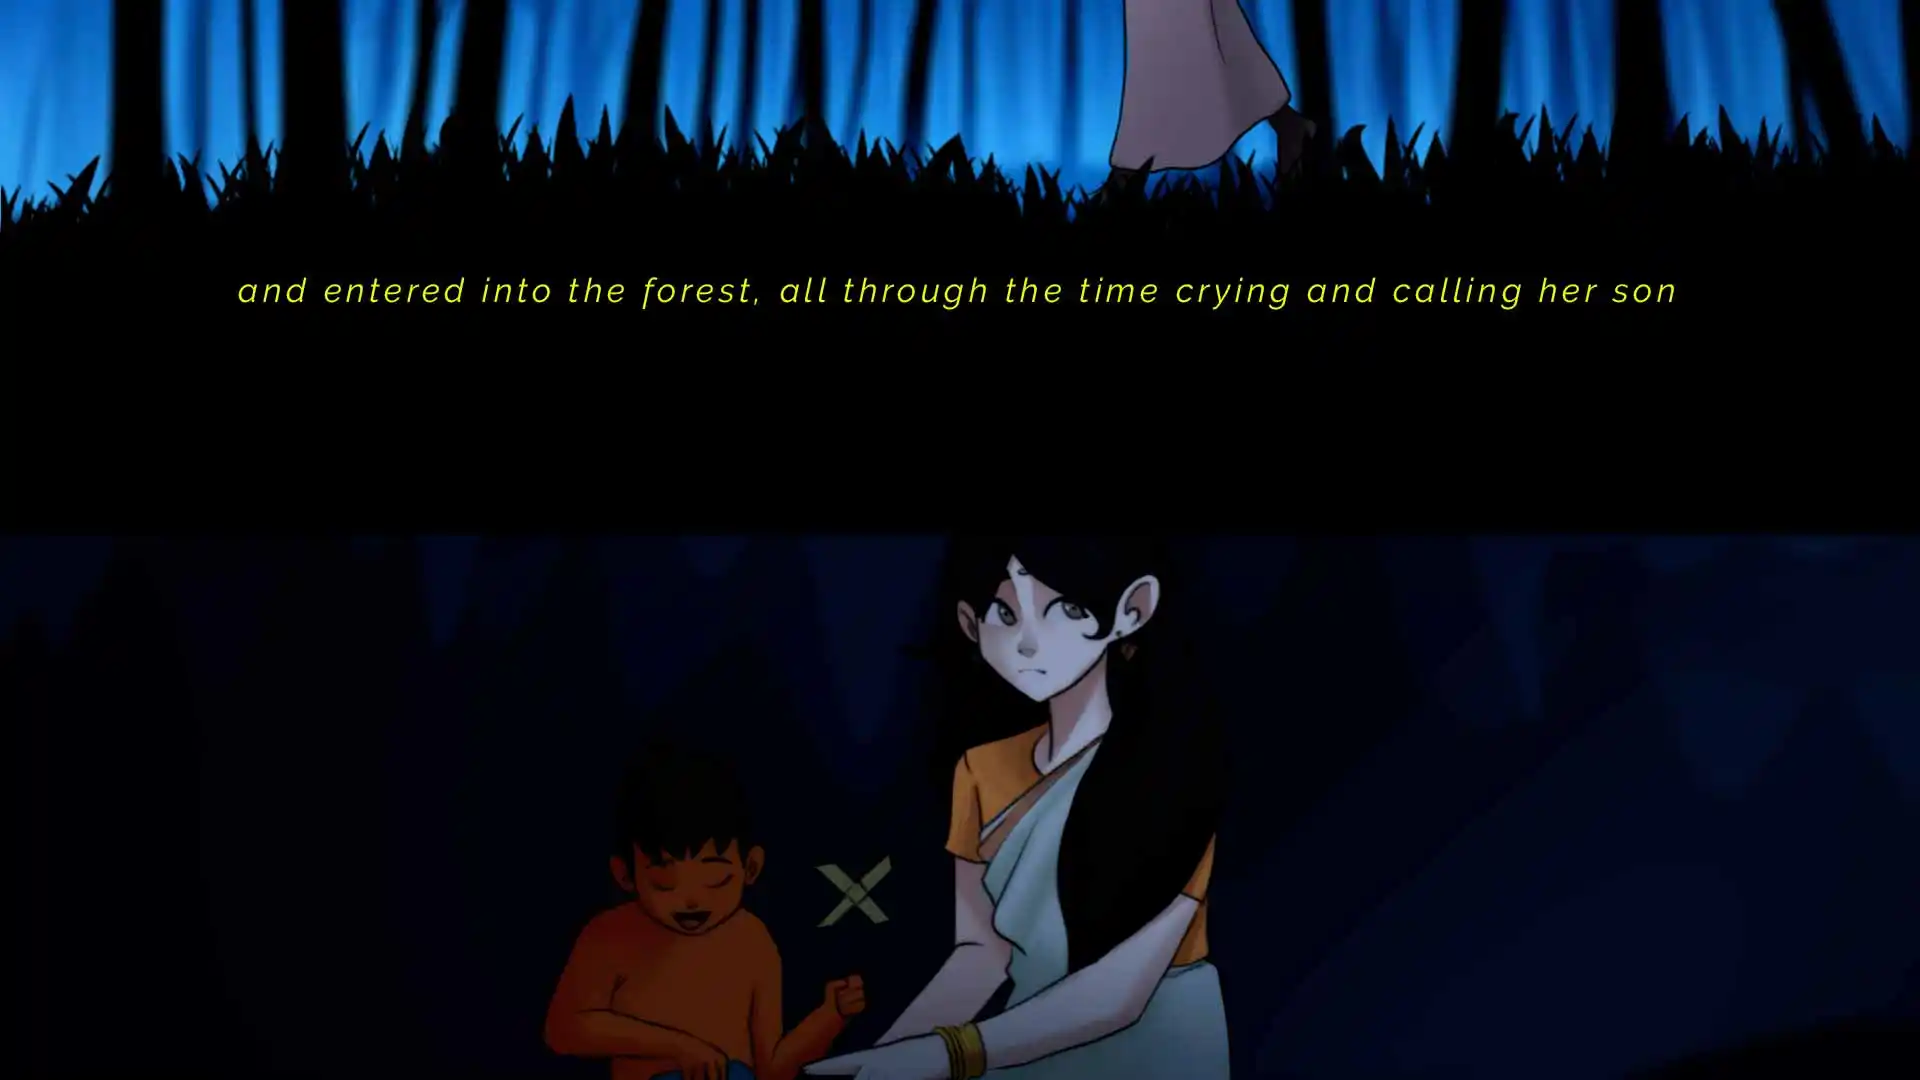 and entered into the forest, all through the time crying and calling her son